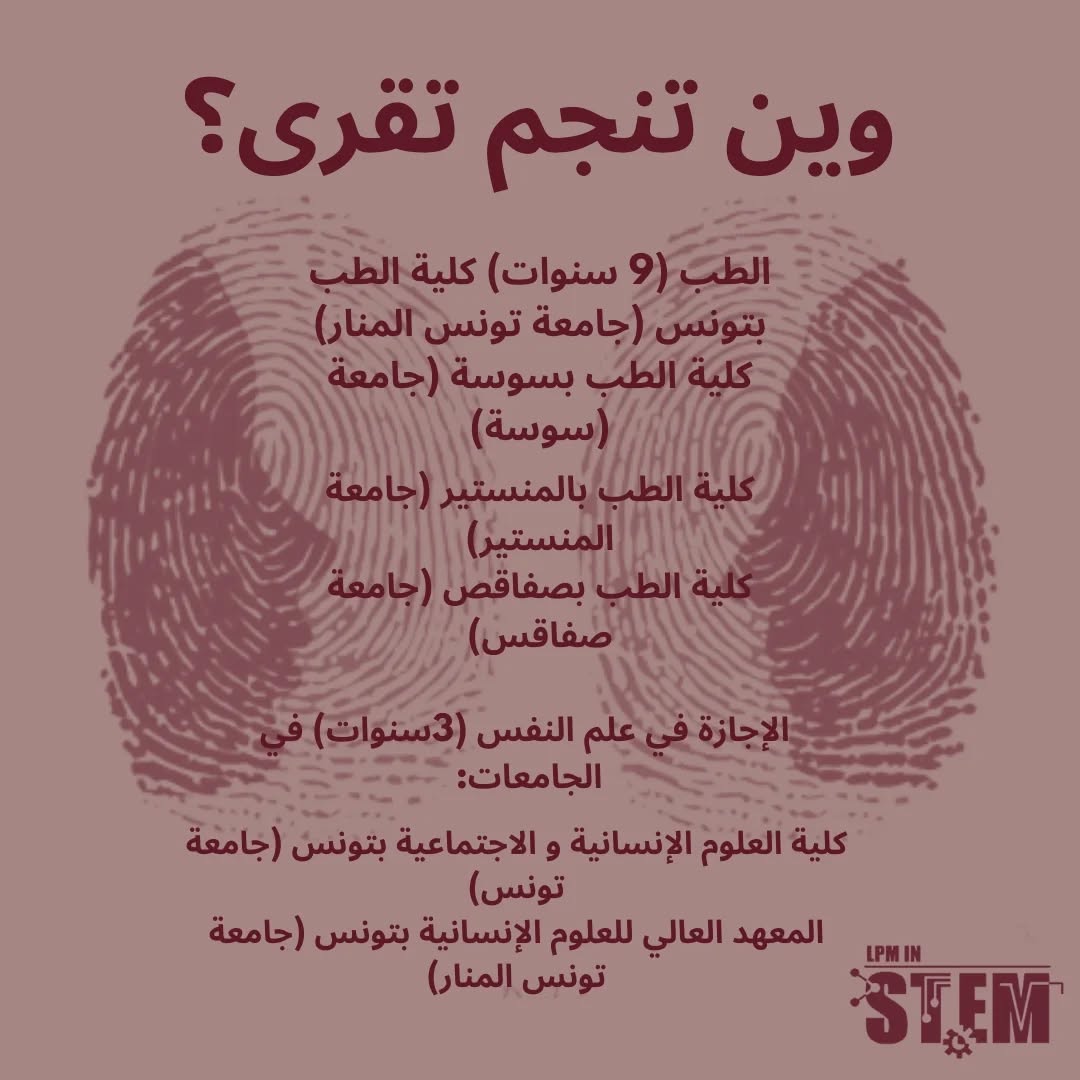 وين تنجم تقرى؟
الطب (9 سنوات) كلية الطب
بتونس (جامعة تونس المنار)
كلية الطب بسوسة (جامعة
سوسة)
كلية الطب بالمنستير (جامعة
المنستير)
كلية الطب بصفاقص (جامعة
صفاقس)
الإجازة في علم النفس (3سنوات) في
الجامعات:
كلية العلوم الإنسانية و الاجتماعية بتونس (جامعة
تونس)
المعهد العالي للعلوم الإنسانية بتونس (جامعة
تونس المنار)
LPM IN
STEM